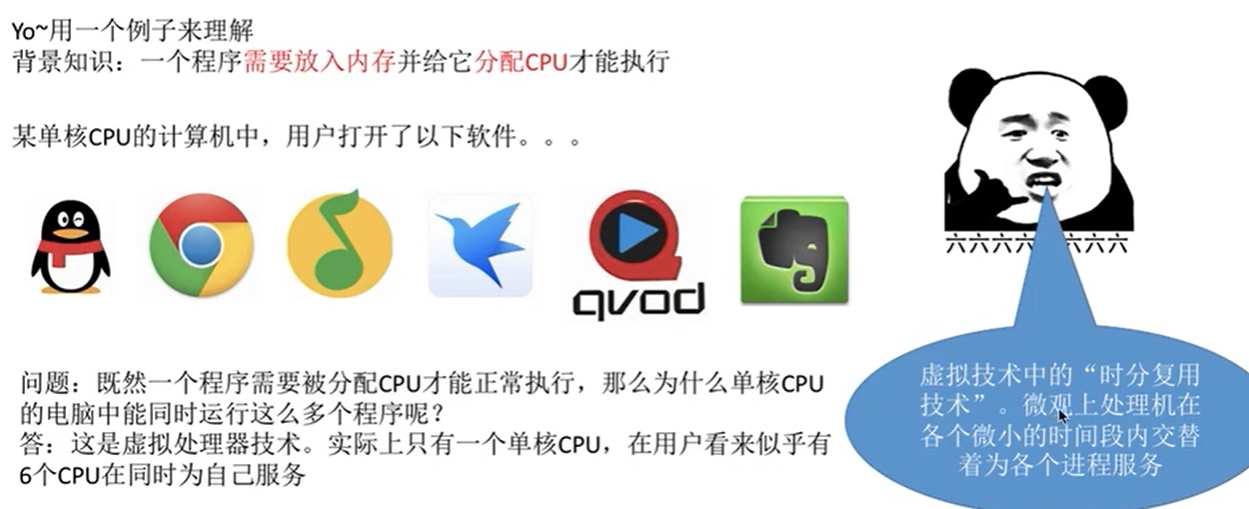 Yo~用一个例子来理解
背景知识：一个程序需要放入内存并给它分配CPU才能执行
某单核CPU的计算机中，用户打开了以下软件。。。
qvod
六六六六六六六
问题：既然一个程序需要被分配CPU才能正常执行，那么为什么单核CPU
的电脑中能同时运行这么多个程序呢？
答：这是虚拟处理器技术。实际上只有一个单核CPU，在用户看来似乎有
6个CPU在同时为自己服务
虚拟技术中的“时分复用
技术”。微观上处理机在
各个微小的时间段内交替
着为各个进程服务